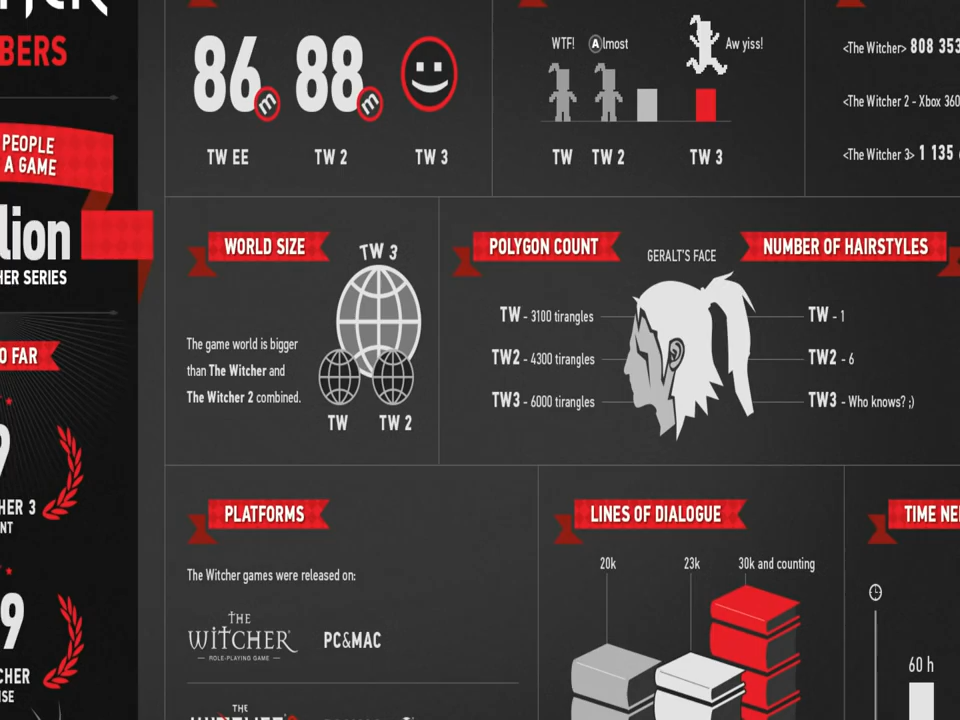 BERS
PEOPLE
A GAME
lion
HER SERIES
O FAR
9
HER 3
NT
9
CHER
SE
86 m
88 m
TW EE
TW 2
TW 3
WTF!
Almost
Aw yiss!
TW
TW 2
TW 3
<The Witcher> 808 353
<The Witcher 2 - Xbox 360
<The Witcher 3> 1 135
WORLD SIZE
TW 3
The game world is bigger
than The Witcher and
The Witcher 2 combined.
TW
TW 2
POLYGON COUNT
GERALT'S FACE
NUMBER OF HAIRSTYLES
TW - 3100 tirangles
TW2 - 4300 tirangles
TW3 - 6000 tirangles
TW - 1
TW2 - 6
TW3 - Who knows? ;)
PLATFORMS
The Witcher games were released on:
THE
WITCHER
ROLE-PLAYING GAME
PC&MAC
THE
LINES OF DIALOGUE
20k
23k
30k and counting
TIME NE
60 h